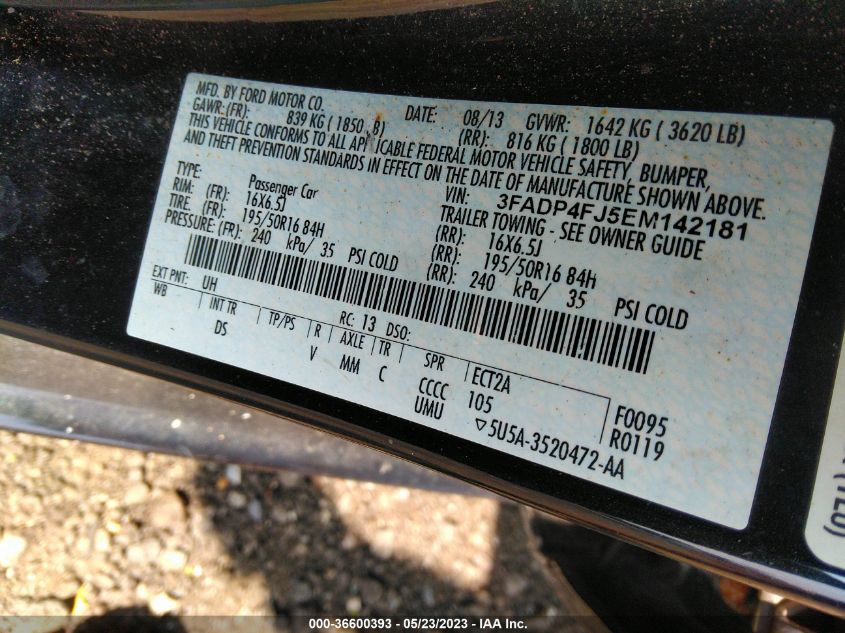 MFD. BY FORD MOTOR CO. DATE: 08/13 GVWR: 1642 KG ( 3620 LB)
GAWR:(FR): 839 KG ( 1850 B) (RR): 816 KG ( 1800 LB)
THIS VEHICLE CONFORMS TO ALL APP ICABLE FEDERAL MOTOR VEHICLE SAFETY, BUMPER,
AND THEFT PREVENTION STANDARDS IN EFFECT ON THE DATE OF MANUFACTURE SHOWN ABOVE.
VIN: 3FADP4FJ5EM142181
TYPE: Passenger Car TRAILER TOWING - SEE OWNER GUIDE
RIM: (FR): 16X6.5J (RR): 16X6.5J
TIRE: (FR): 195/50R16 84H (RR): 195/50R16 84H
PRESSURE: (FR): 240 kPa/ 35 PSI COLD (RR): 240 kPa/ 35 PSI COLD
EXT PNT: UH RC: 13 DSO:
WB INT TR TP/PS R AXLE TR SPR ECT2A
DS V MM C CCCC 105 F0095
UMU R0119
▽5U5A-3520472-AA
000-36600393 - 05/23/2023 - IAA Inc.